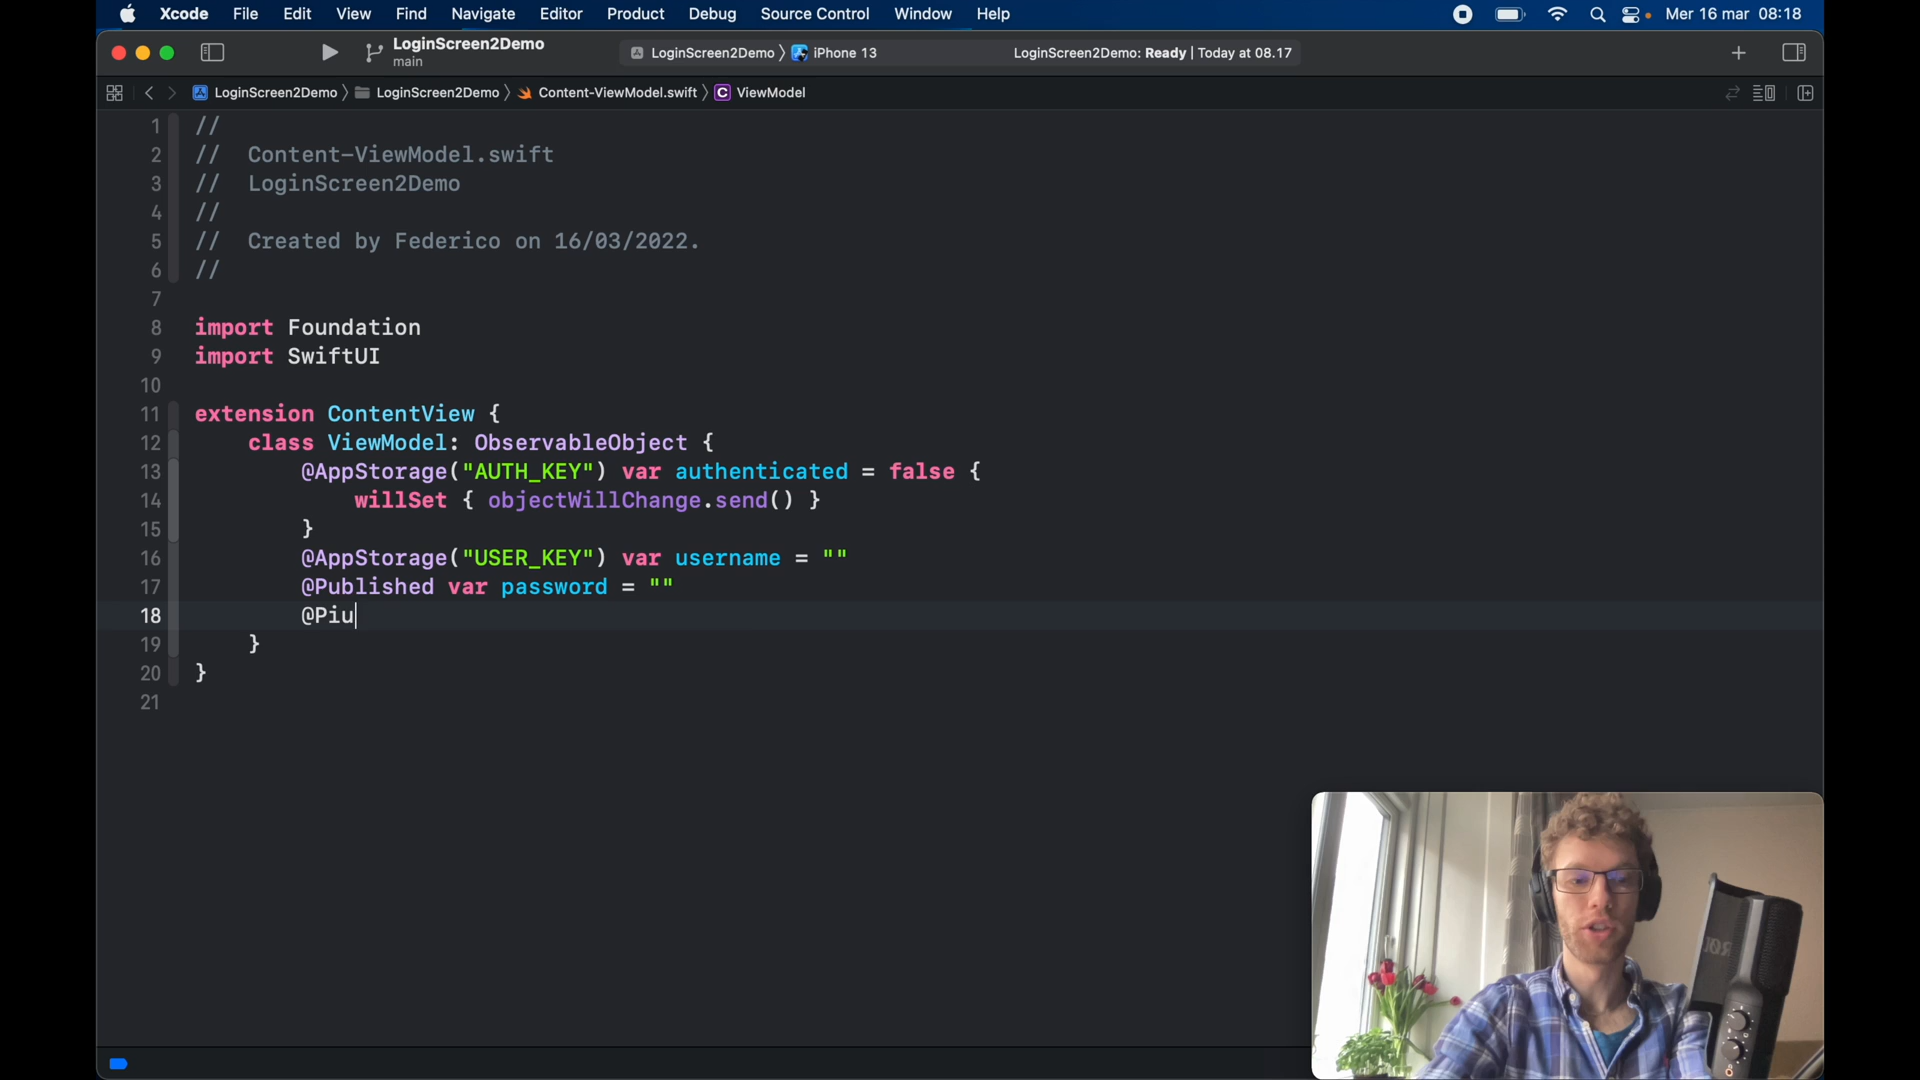 Xcode File Edit View Find Navigate Editor Product Debug Source Control Window Help Mer 16 mar 08:18
LoginScreen2Demo
main
LoginScreen2Demo 〉 iPhone 13 LoginScreen2Demo: Ready | Today at 08.17
LoginScreen2Demo 〉 LoginScreen2Demo 〉 Content-ViewModel.swift 〉 C ViewModel
1 //
2 // Content-ViewModel.swift
3 // LoginScreen2Demo
4 //
5 // Created by Federico on 16/03/2022.
6 //
7
8 import Foundation
9 import SwiftUI
10
11 extension ContentView {
12 class ViewModel: ObservableObject {
13 @AppStorage("AUTH_KEY") var authenticated = false {
14 willSet { objectWillChange.send() }
15 }
16 @AppStorage("USER_KEY") var username = ""
17 @Published var password = ""
18 @Piu
19 }
20 }
21
RØDE